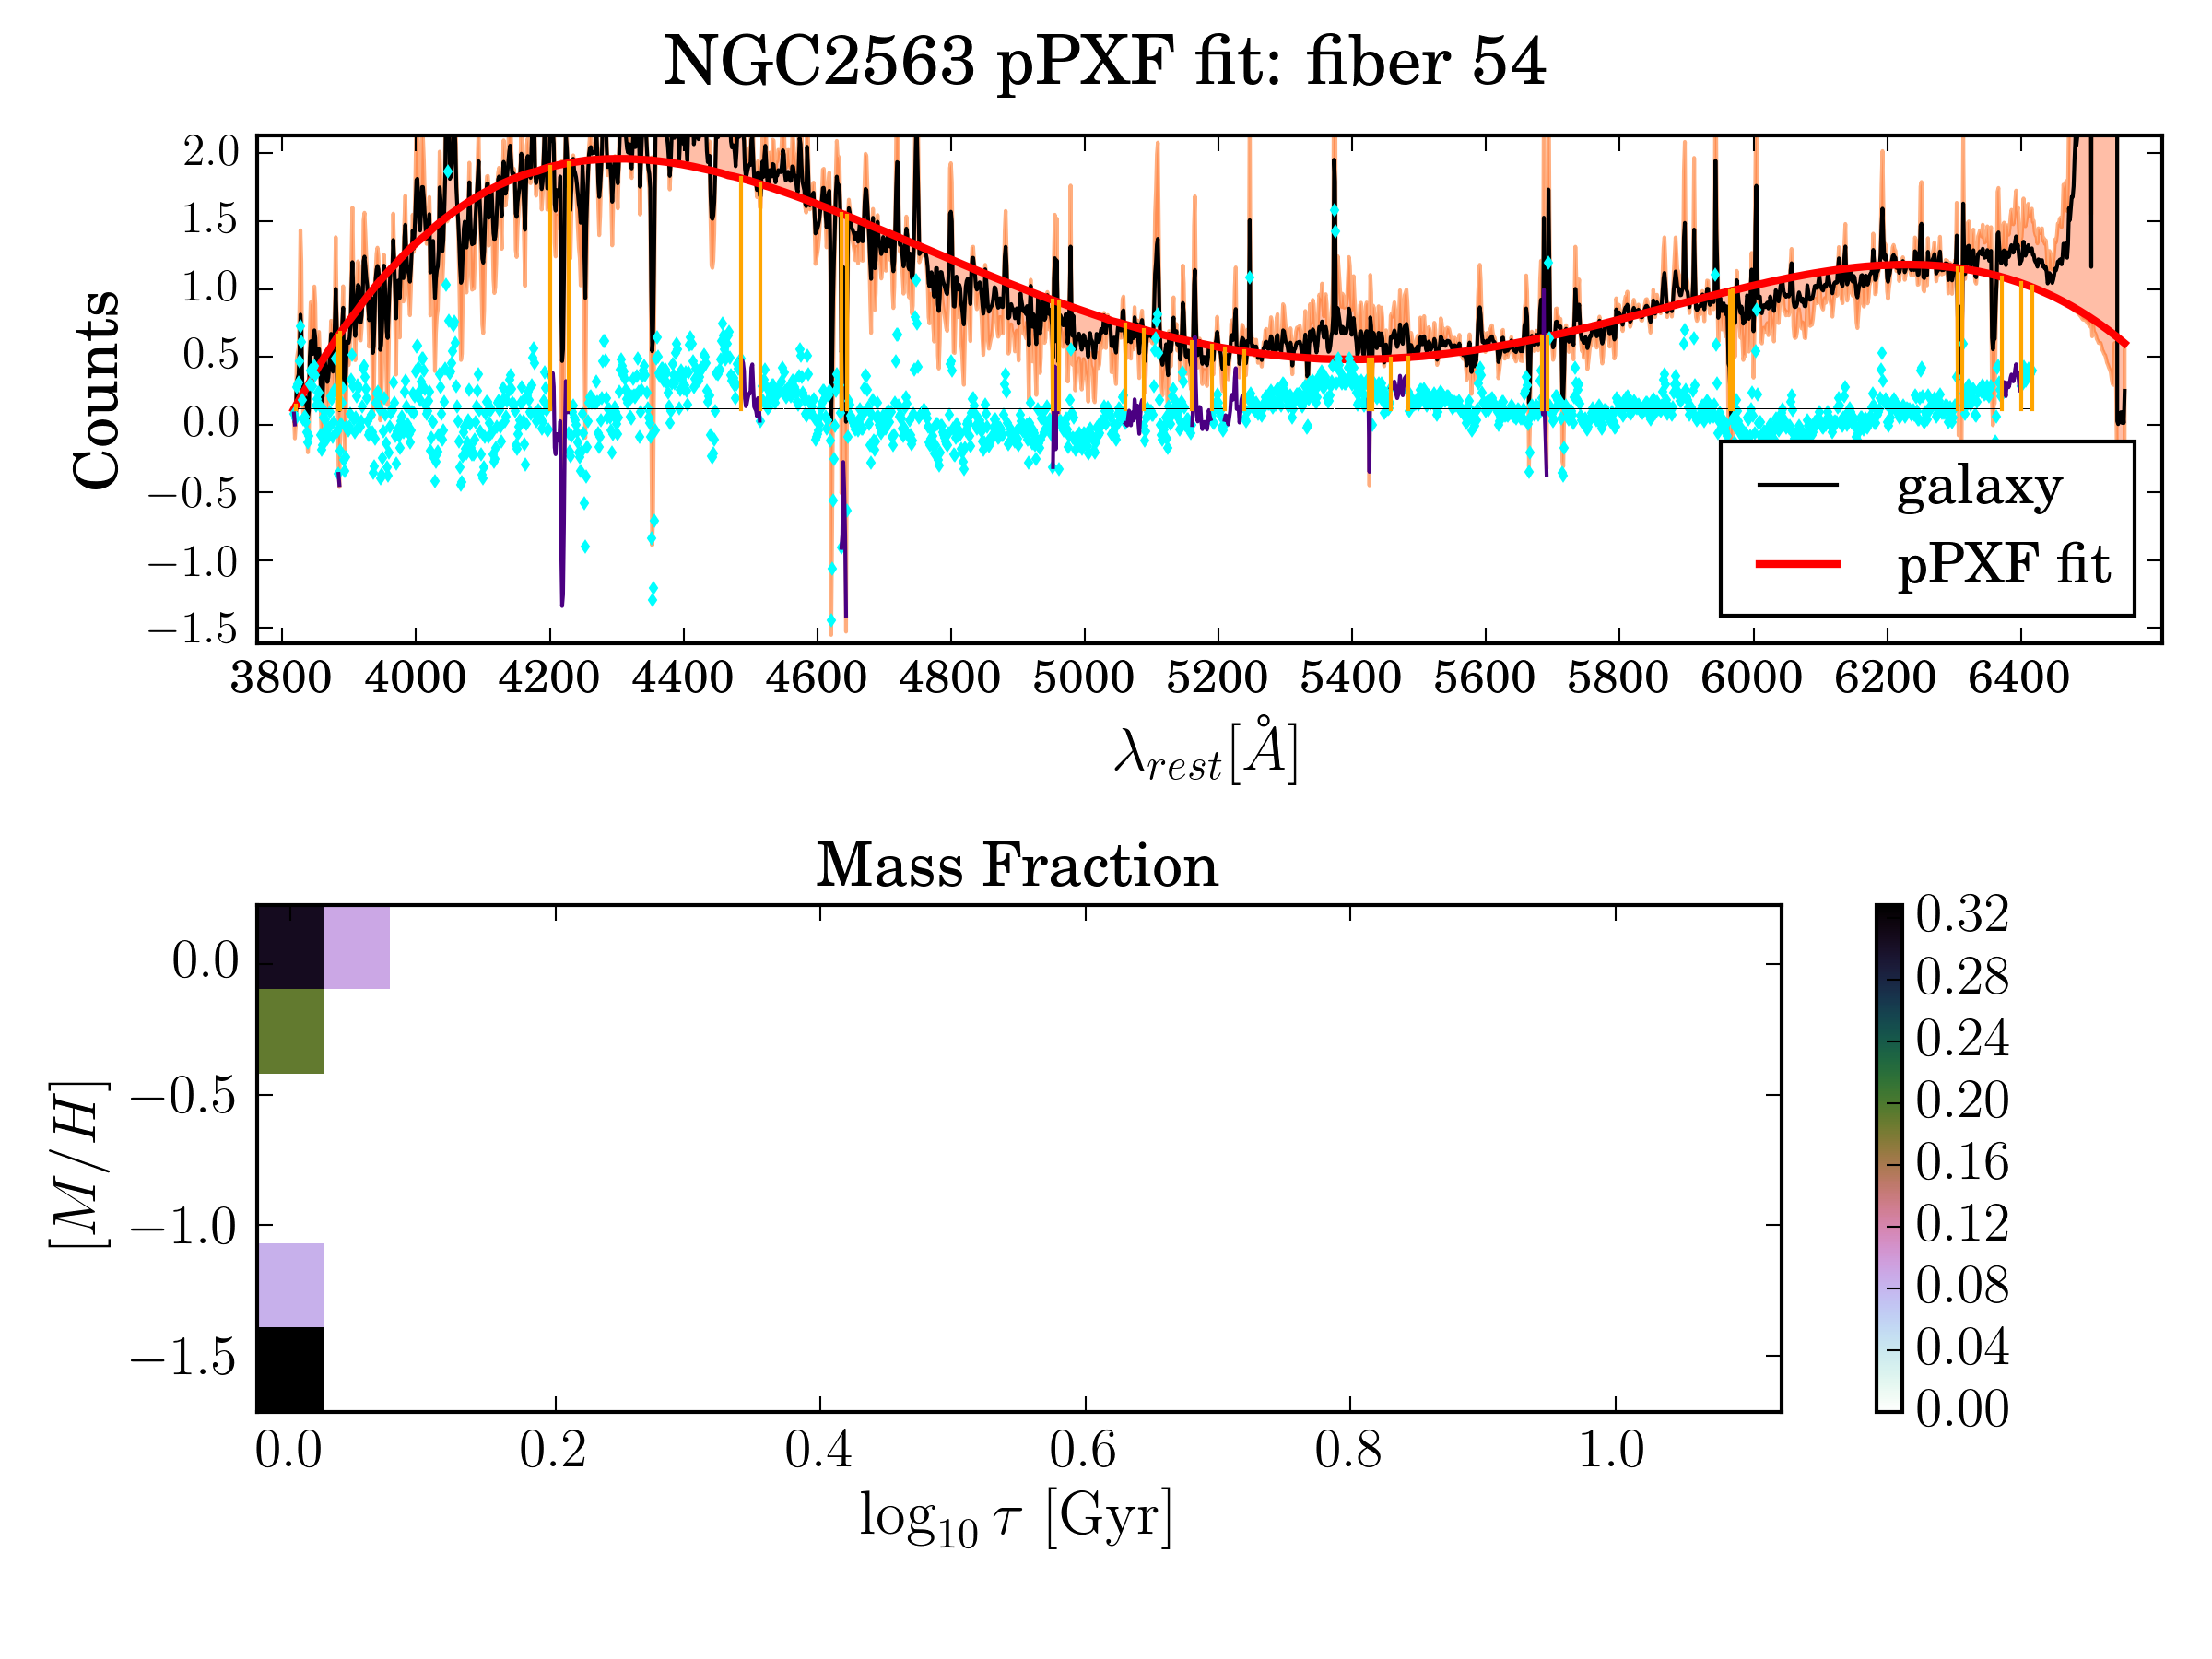 NGC2563 pPXF fit: fiber 54
Counts
2.0
1.5
1.0
0.5
0.0
−0.5
−1.0
−1.5
3800 4000 4200 4400 4600 4800 5000 5200 5400 5600 5800 6000 6200 6400
λrest[Å]
galaxy
pPXF fit
Mass Fraction
[M/H]
0.0
−0.5
−1.0
−1.5
0.0 0.2 0.4 0.6 0.8 1.0
log10 τ [Gyr]
0.32
0.28
0.24
0.20
0.16
0.12
0.08
0.04
0.00